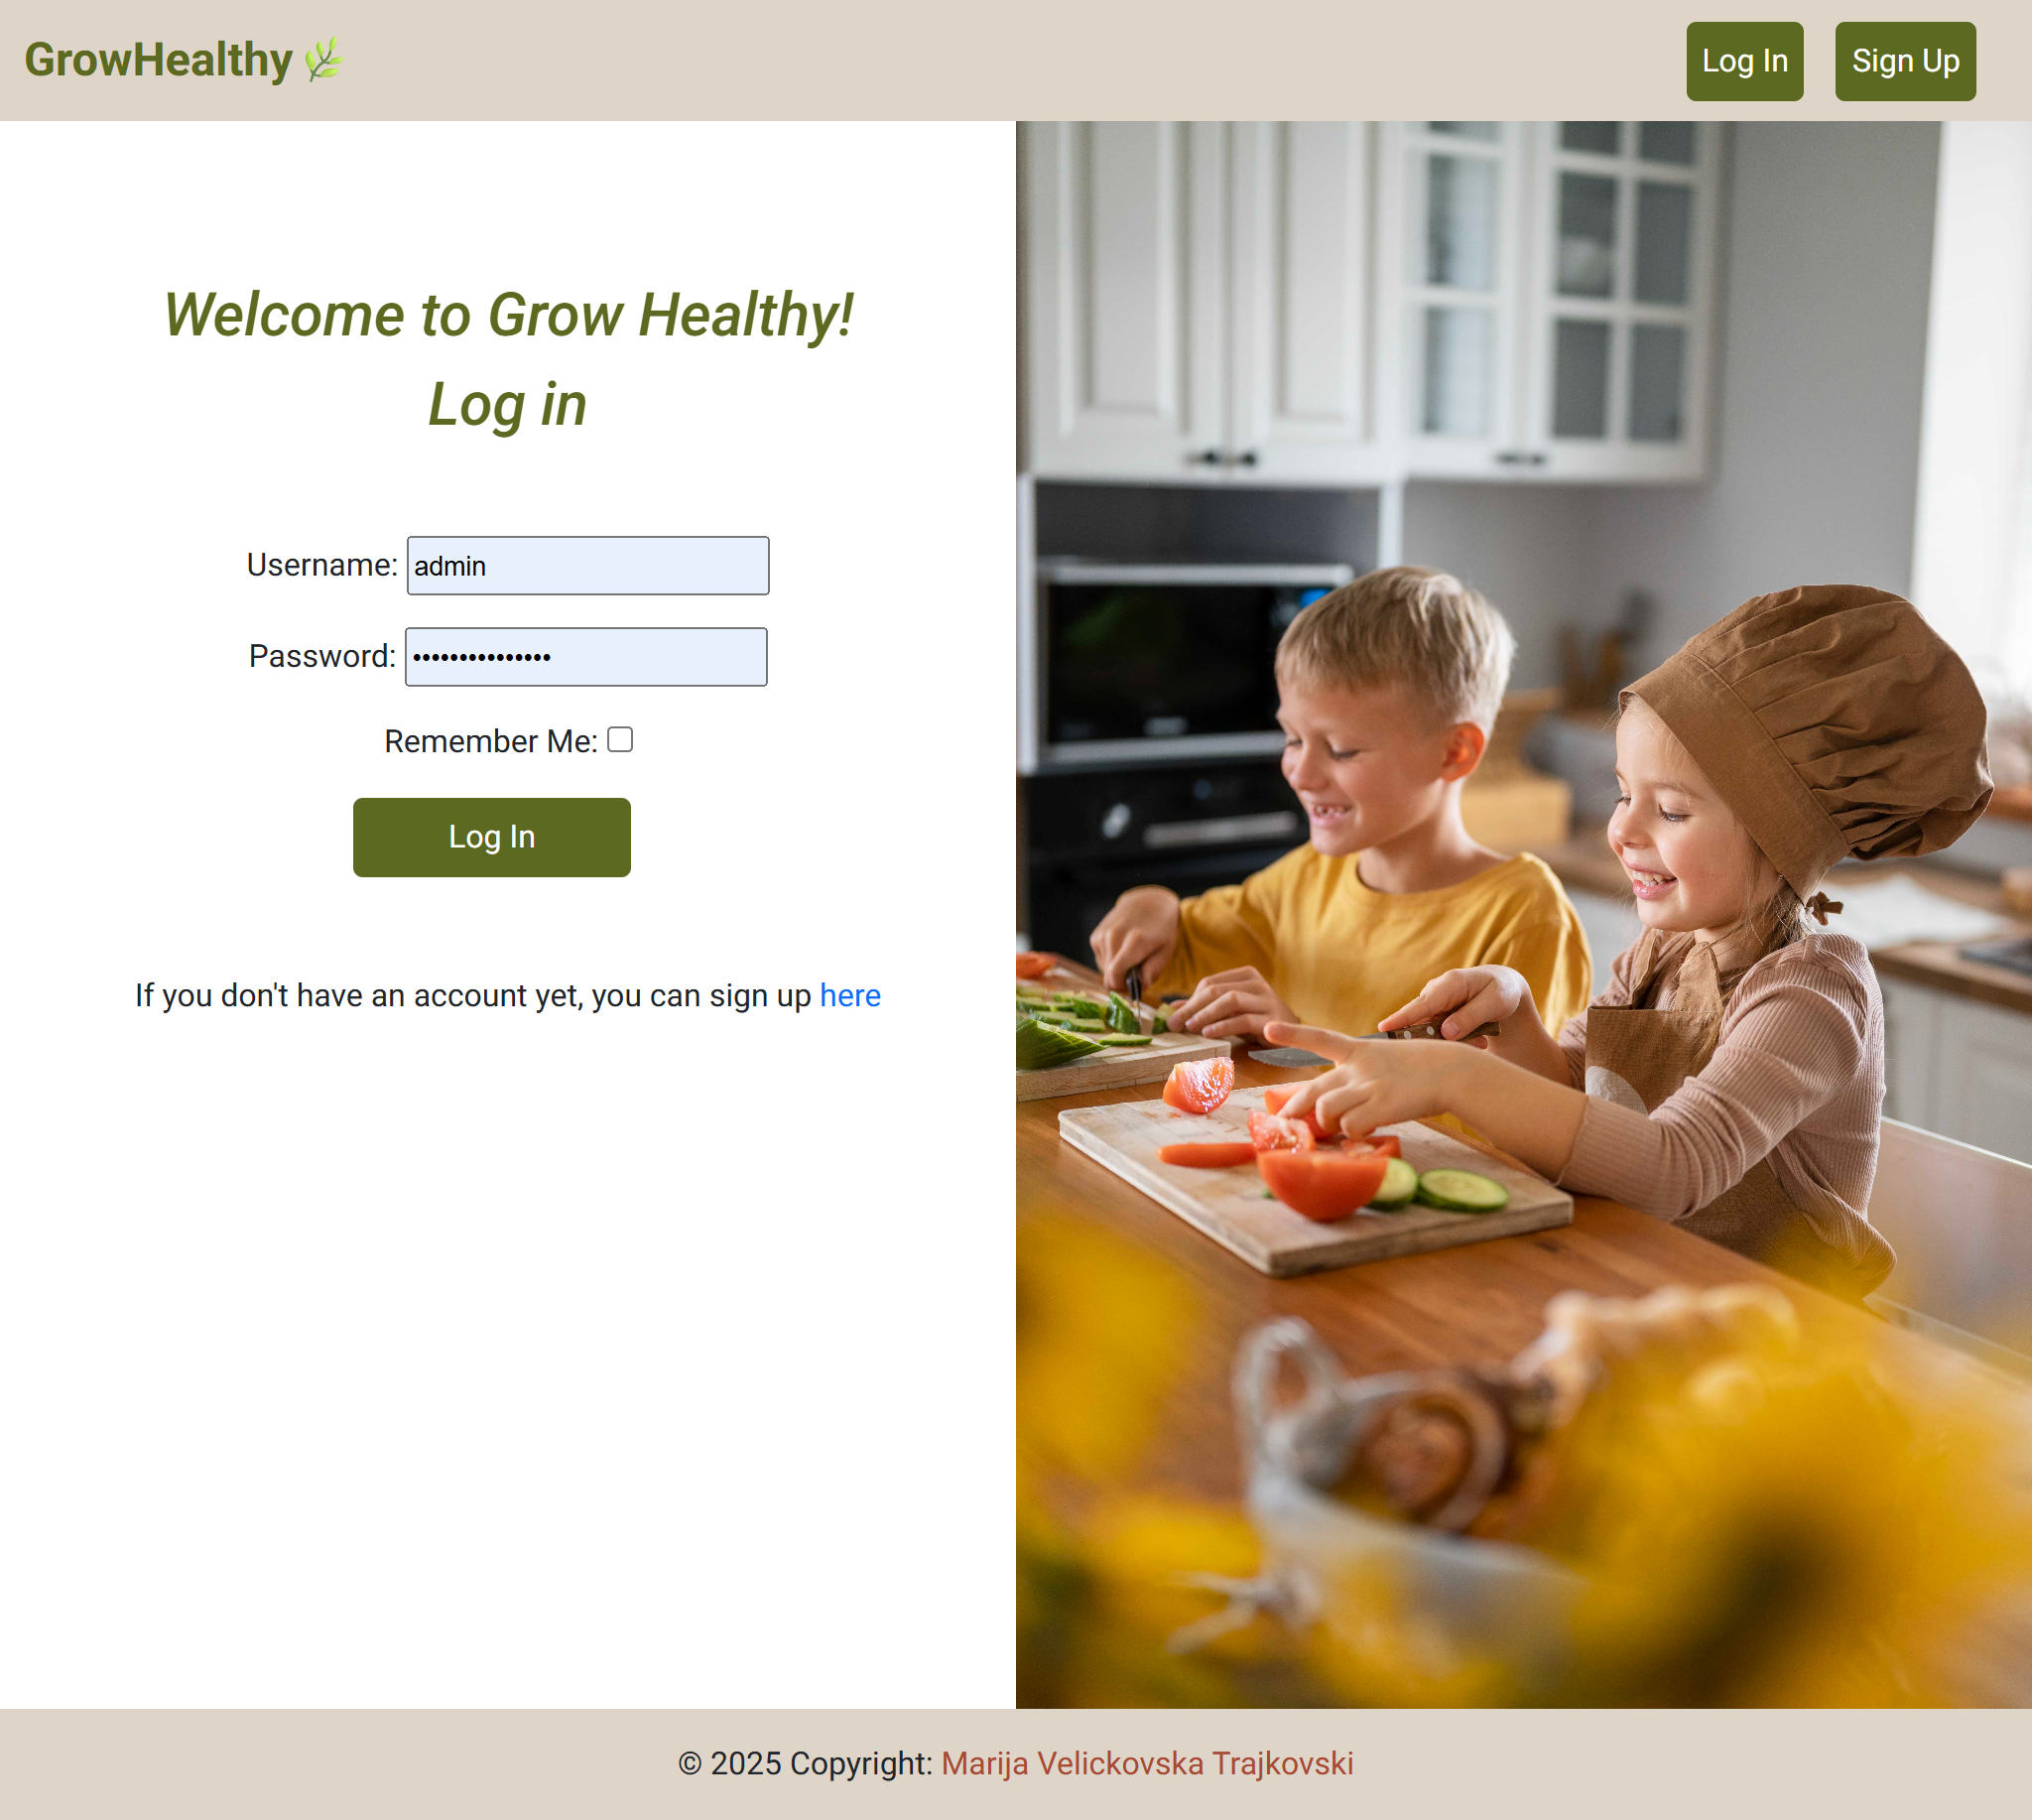 GrowHealthy
Log In
Sign Up
Welcome to Grow Healthy!
Log in
Username: admin
Password: •••••••••••••••
Remember Me:
Log In
If you don't have an account yet, you can sign up here
© 2025 Copyright: Marija Velickovska Trajkovski